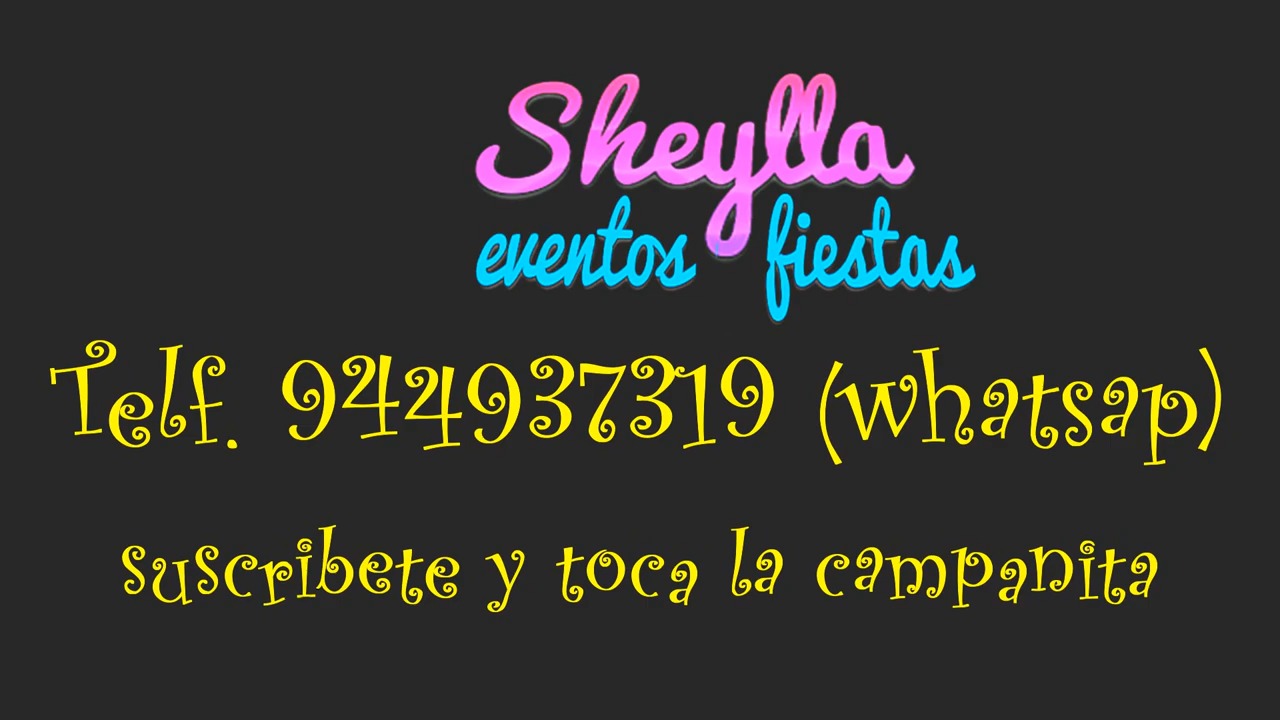 Sheylla
eventos fiestas
Telf. 944937319 (whatsap)
suscribete y toca la campanita